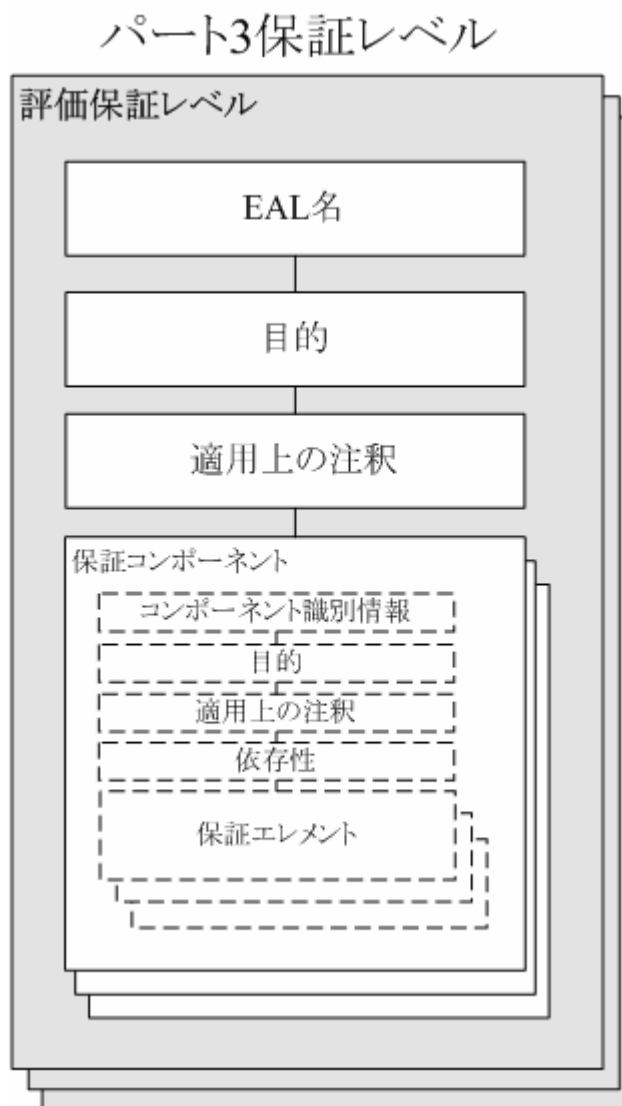 パート3保証レベル
評価保証レベル
EAL名
目的
適用上の注釈
保証コンポーネント
コンポーネント識別情報
目的
適用上の注釈
依存性
保証エレメント